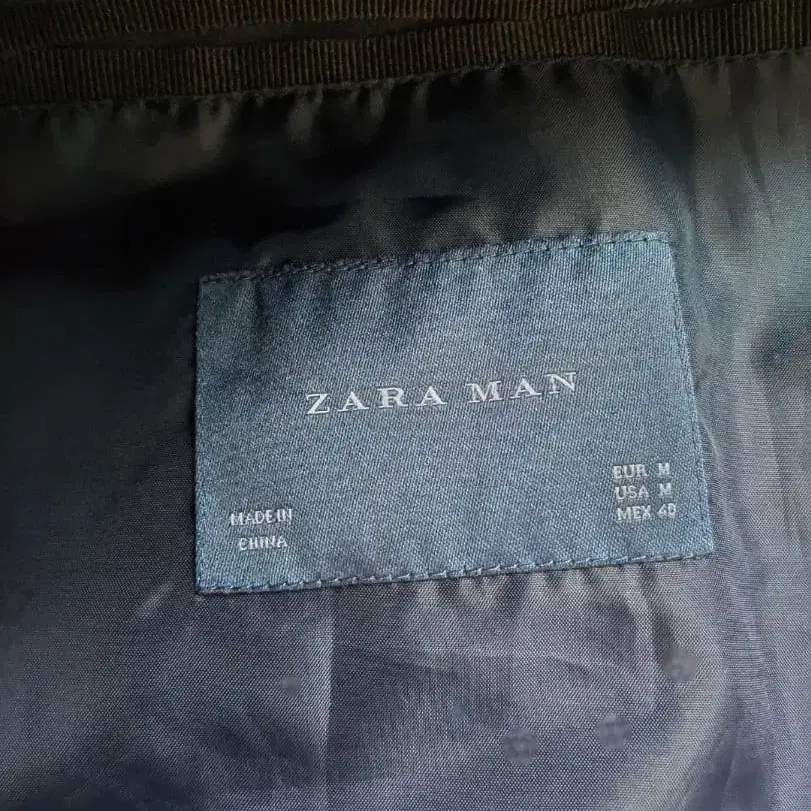 ZARA MAN
MADE IN
CHINA
EUR M
USA M
MEX 40